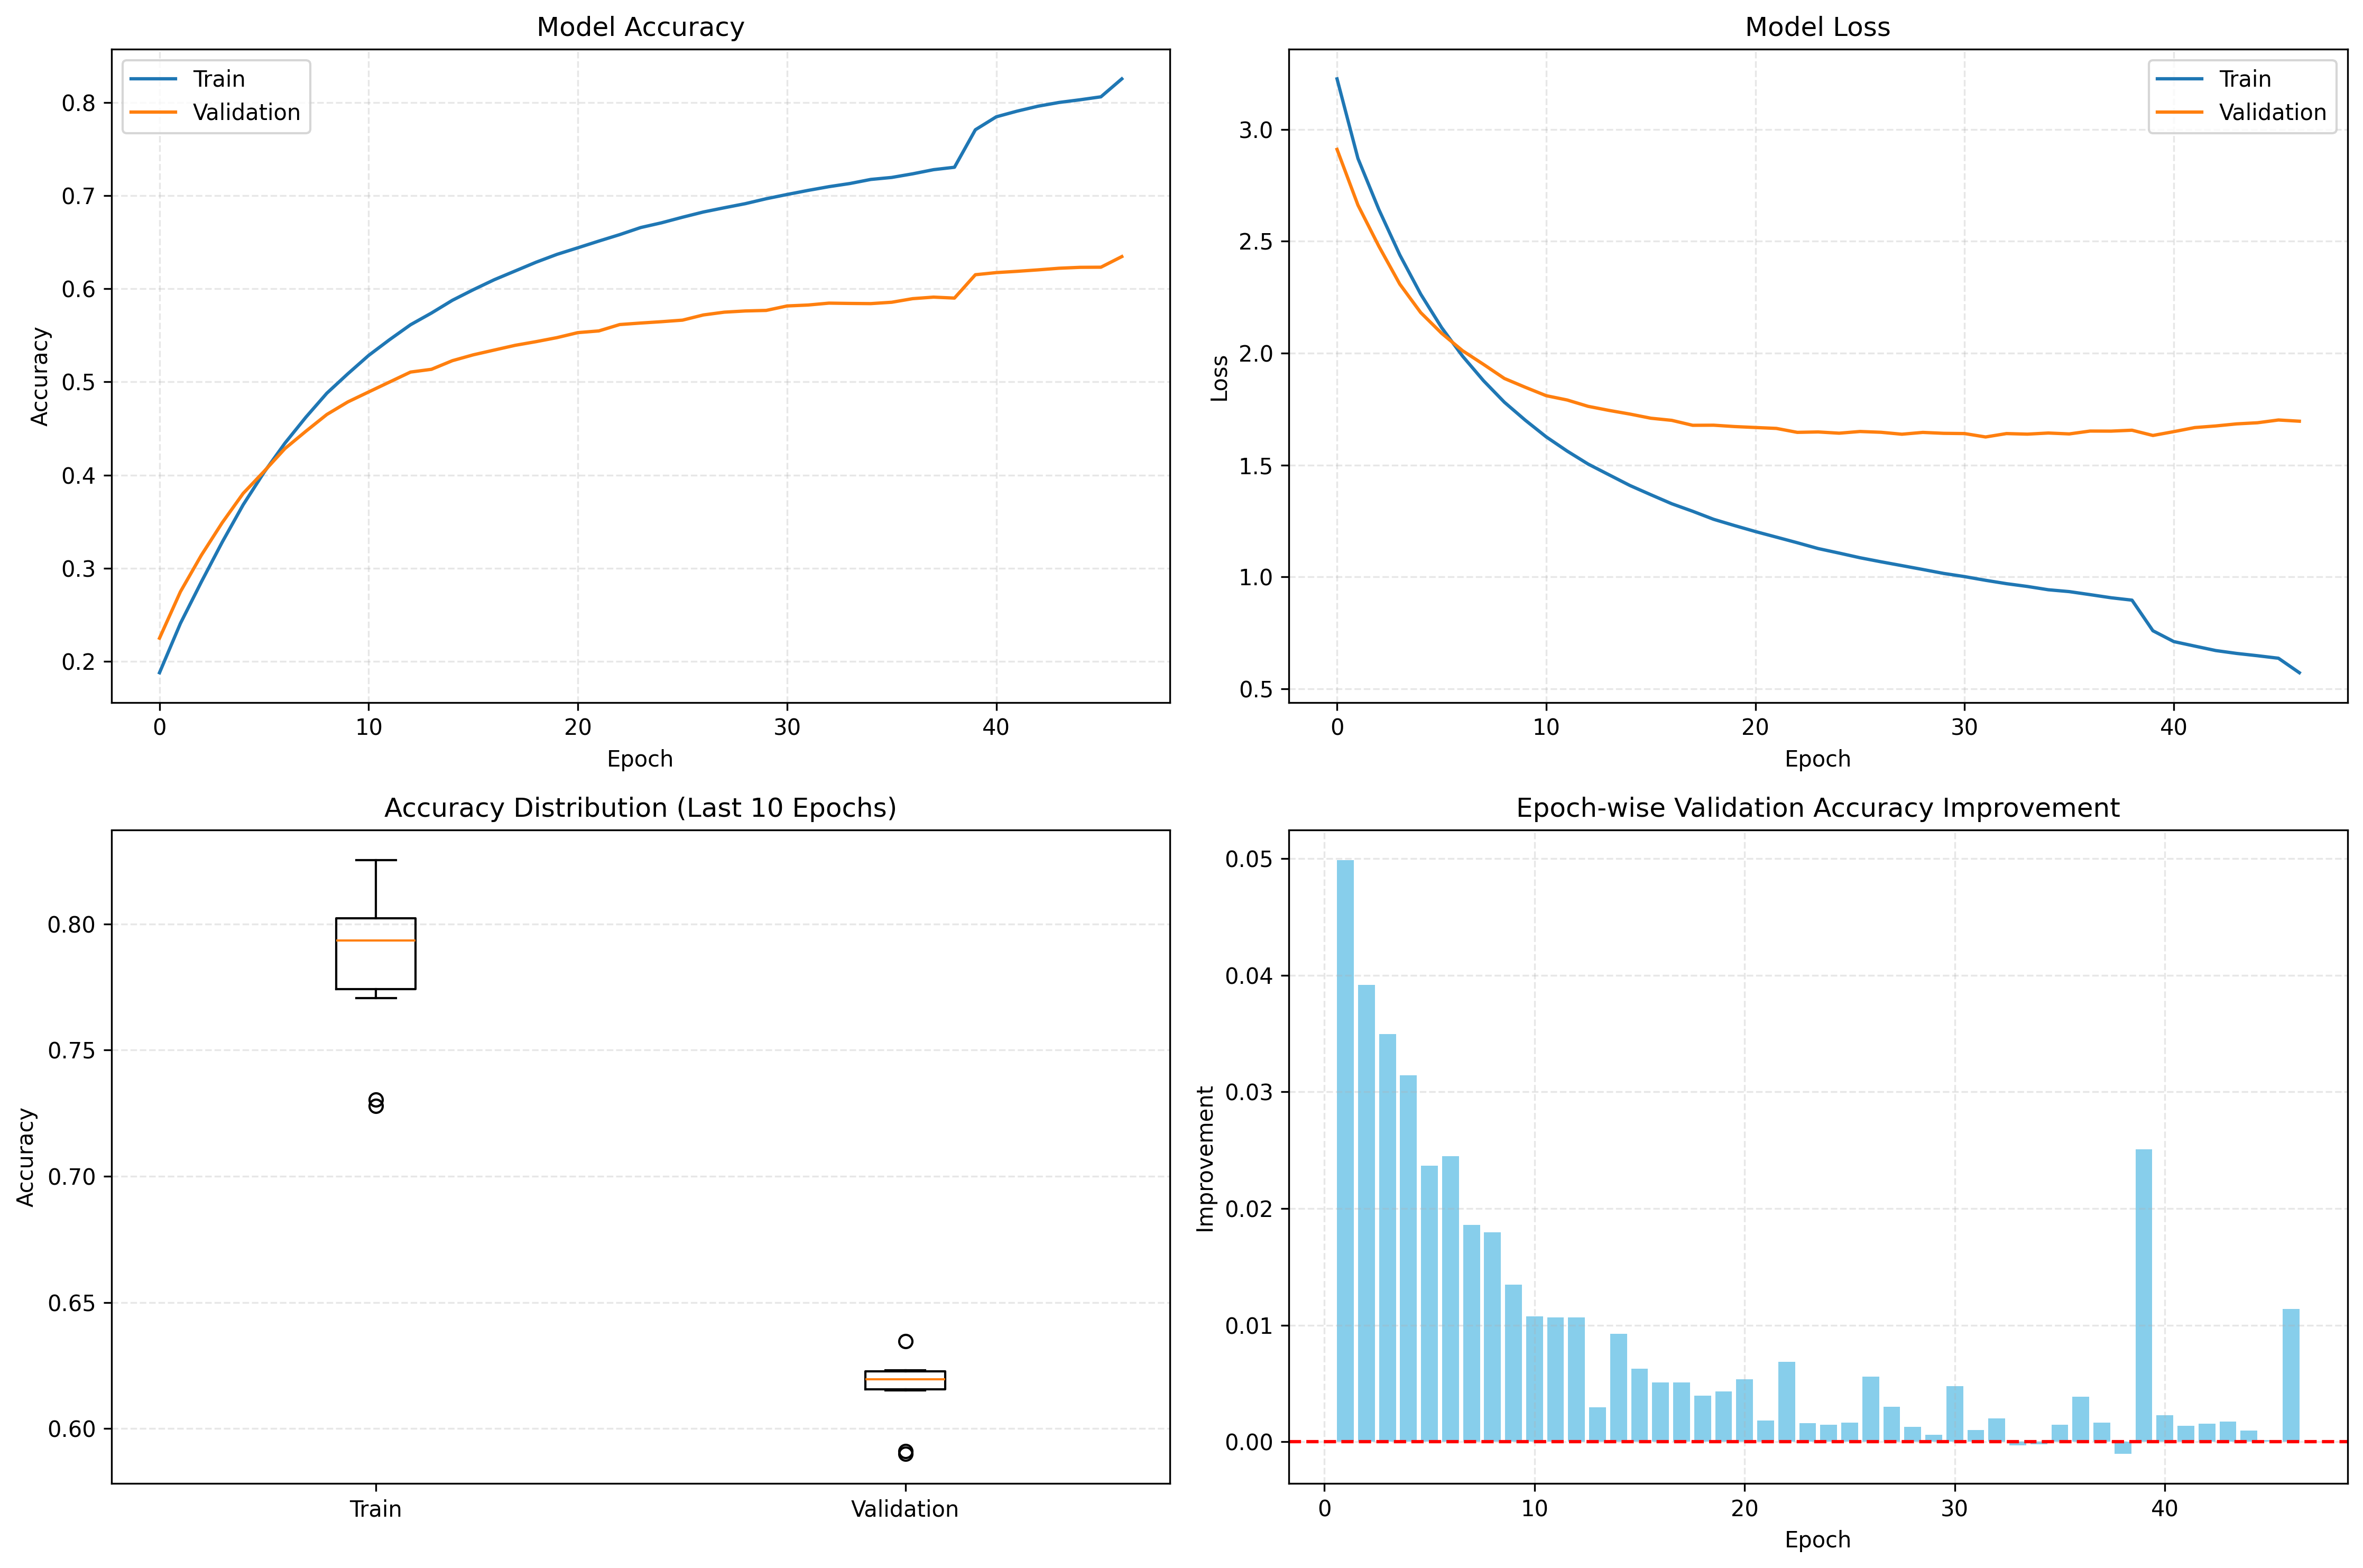 Model Accuracy
Train
Validation
Accuracy
0.8
0.7
0.6
0.5
0.4
0.3
0.2
0
10
20
30
40
Epoch
Model Loss
Train
Validation
Loss
3.0
2.5
2.0
1.5
1.0
0.5
0
10
20
30
40
Epoch
Accuracy Distribution (Last 10 Epochs)
Accuracy
0.80
0.75
0.70
0.65
0.60
Train
Validation
Epoch-wise Validation Accuracy Improvement
Improvement
0.05
0.04
0.03
0.02
0.01
0.00
0
10
20
30
40
Epoch